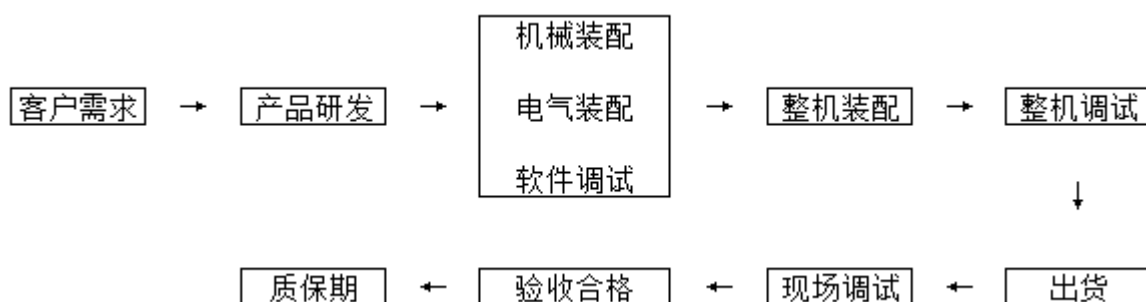 客户需求
产品研发
机械装配
电气装配
软件调试
整机装配
整机调试
出货
现场调试
验收合格
质保期